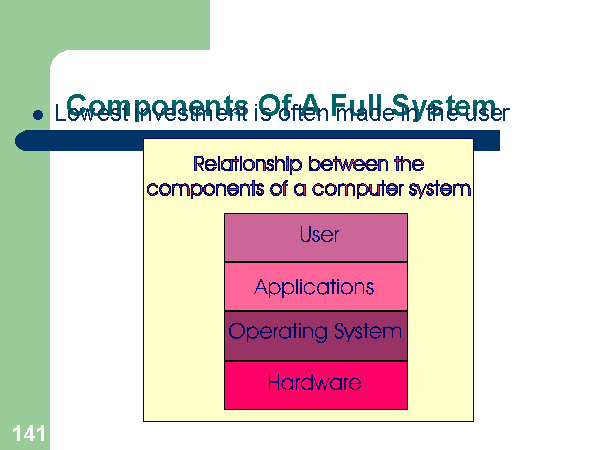 Components Of A Full System
Lowest investment is often made in the user
Relationship between the
components of a computer system
User
Applications
Operating System
Hardware
141